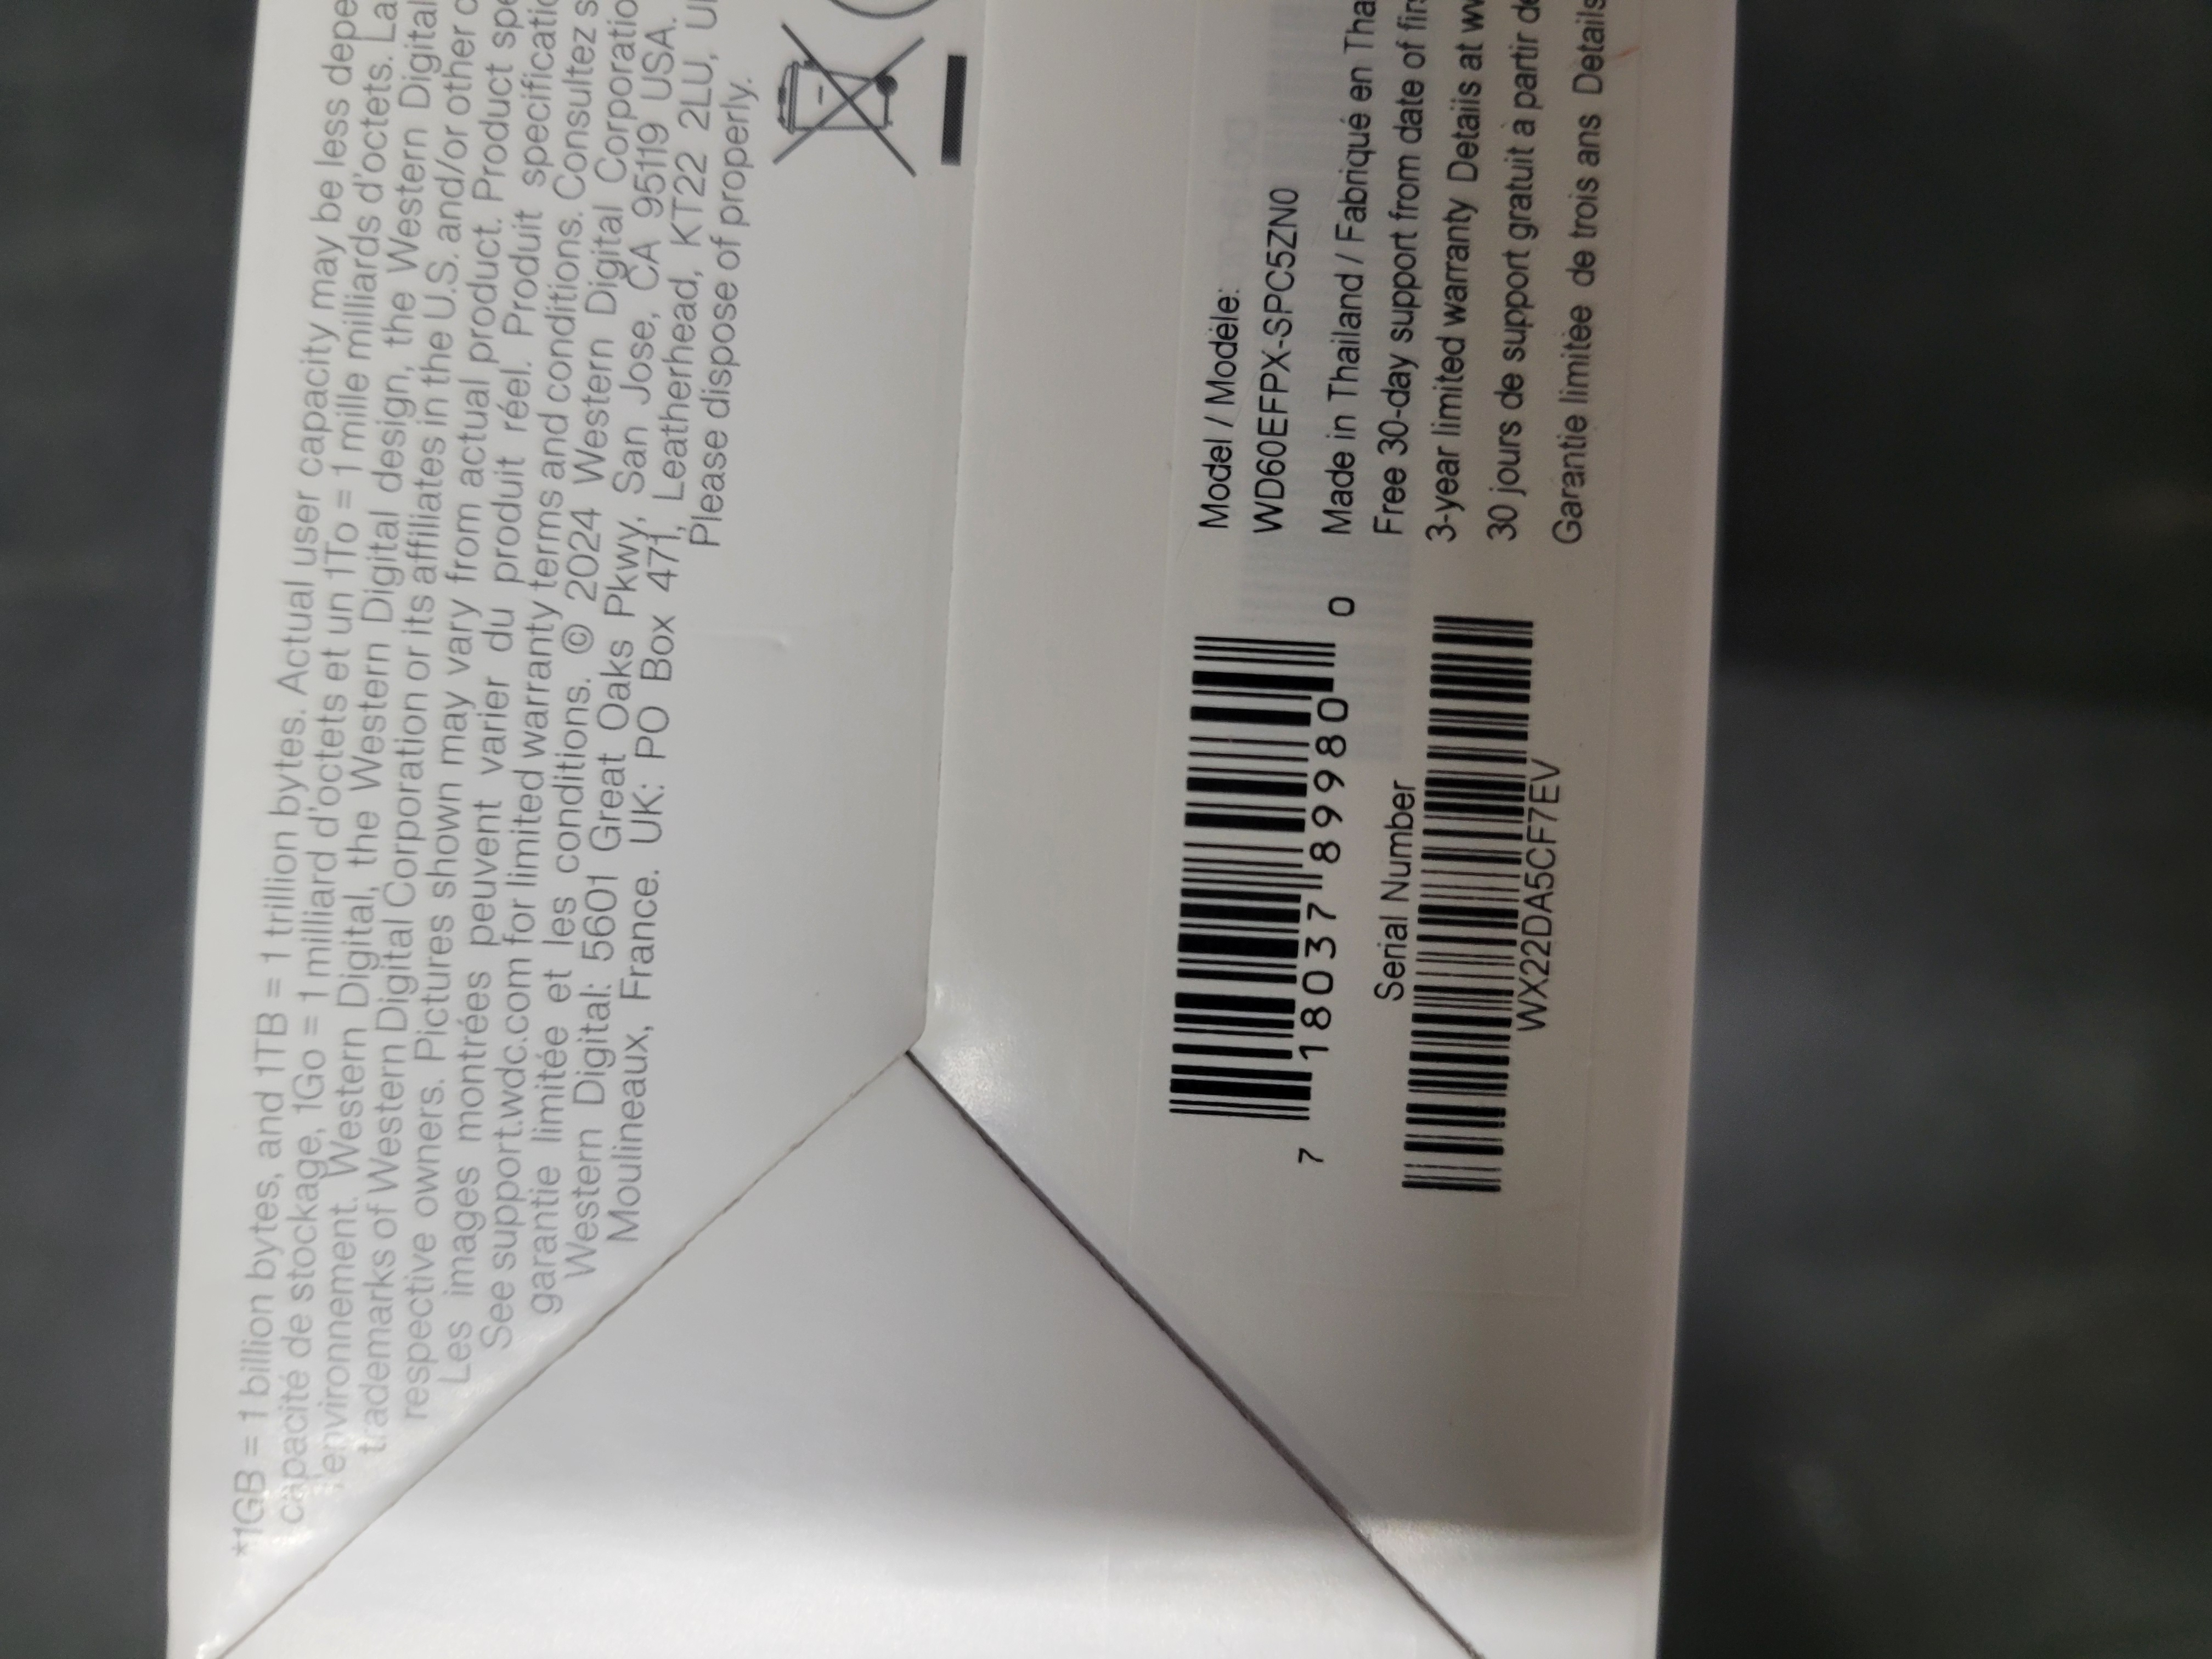 *1GB = 1 billion bytes, and 1TB = 1 trillion bytes. Actual user capacity may be less depe
capacité de stockage, 1Go = 1 milliard d'octets et un 1To = 1 mille milliards d'octets. La
l'environnement. Western Digital, the Western Digital design, the Western Digital
trademarks of Western Digital Corporation or its affiliates in the U.S. and/or other c
respective owners. Pictures shown may vary from actual product. Product spe
Les images montrées peuvent varier du produit réel. Produit specificatio
See support.wdc.com for limited warranty terms and conditions. Consultez s
garantie limitée et les conditions. © 2024 Western Digital Corporatio
Western Digital: 5601 Great Oaks Pkwy, San Jose, CA 95119 USA.
Moulineaux, France. UK: PO Box 471, Leatherhead, KT22 2LU, U
Please dispose of properly.
Model / Modèle:
WD60EFPX-SPC5ZN0
Made in Thailand / Fabriqué en Tha
Free 30-day support from date of firs
3-year limited warranty Details at ww
30 jours de support gratuit à partir de
Garantie limitée de trois ans Details
7 18037 89980 0
Serial Number
WX22DA5CF7EV